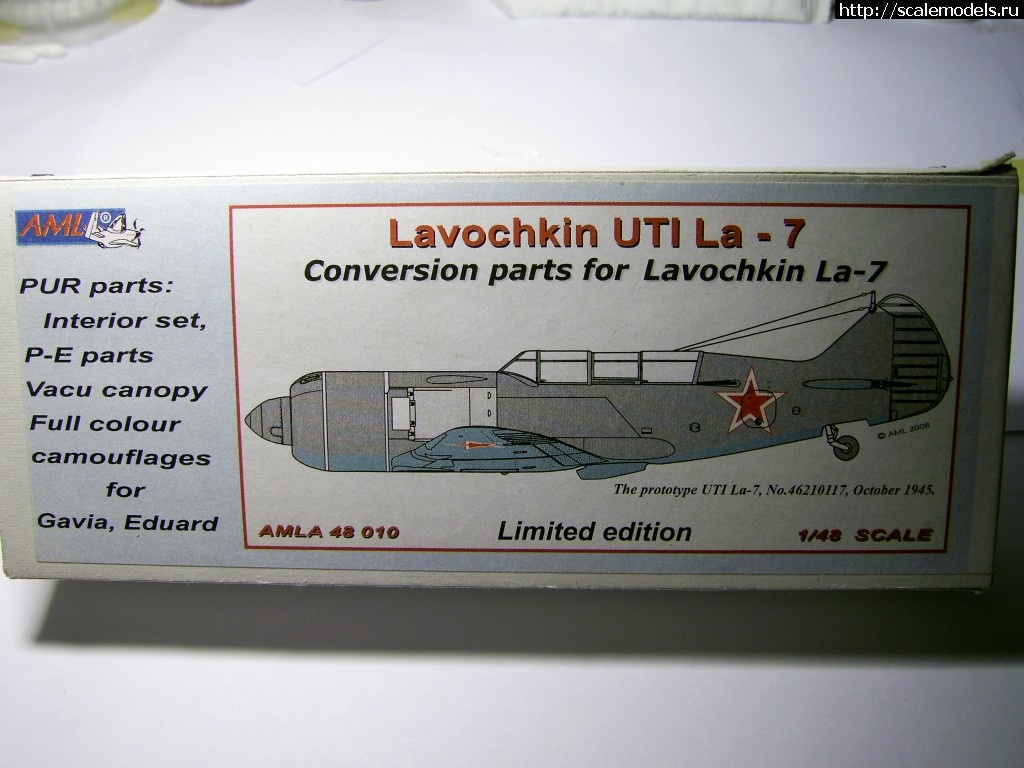 http://scalemodels.ru
AML®
Lavochkin UTI La - 7
Conversion parts for Lavochkin La-7
PUR parts:
Interior set,
P-E parts
Vacu canopy
Full colour
camouflages
for
Gavia, Eduard
© AML 2006
The prototype UTI La-7, No.46210117, October 1945.
AMLA 48 010
Limited edition
1/48 SCALE